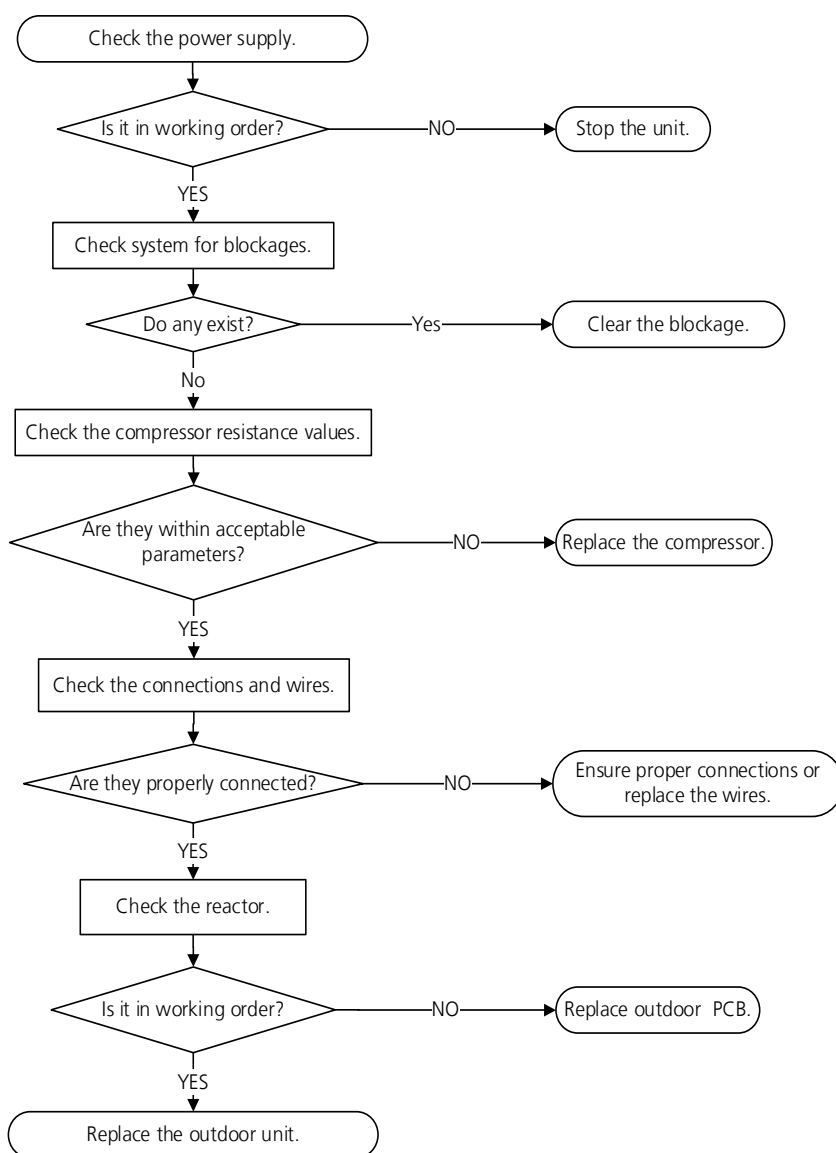 Check the power supply.
Is it in working order?
NO
Stop the unit.
YES
Check system for blockages.
Do any exist?
Yes
Clear the blockage.
No
Check the compressor resistance values.
Are they within acceptable
parameters?
NO
Replace the compressor.
YES
Check the connections and wires.
Are they properly connected?
NO
Ensure proper connections or
replace the wires.
YES
Check the reactor.
Is it in working order?
NO
Replace outdoor PCB.
YES
Replace the outdoor unit.